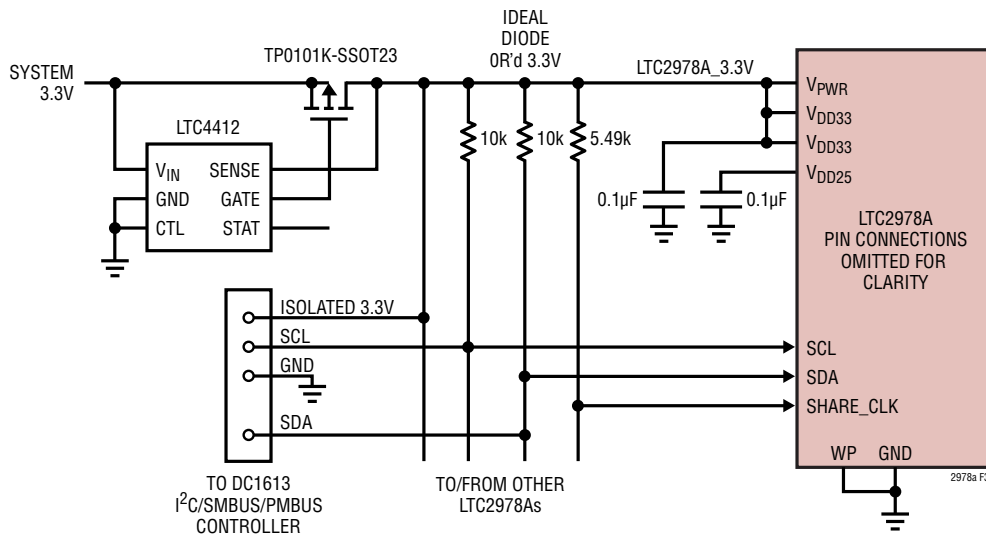 IDEAL
DIODE
OR'd 3.3V
TP0101K-SSOT23
SYSTEM
3.3V
LTC2978A_3.3V
LTC4412
VIN
SENSE
GND
GATE
CTL
STAT
10k
10k
5.49k
0.1µF
0.1µF
VPWR
VDD33
VDD33
VDD25
LTC2978A
PIN CONNECTIONS
OMITTED FOR
CLARITY
ISOLATED 3.3V
SCL
GND
SDA
SCL
SDA
SHARE_CLK
WP
GND
TO DC1613
I2C/SMBUS/PMBUS
CONTROLLER
TO/FROM OTHER
LTC2978As
2978a F3